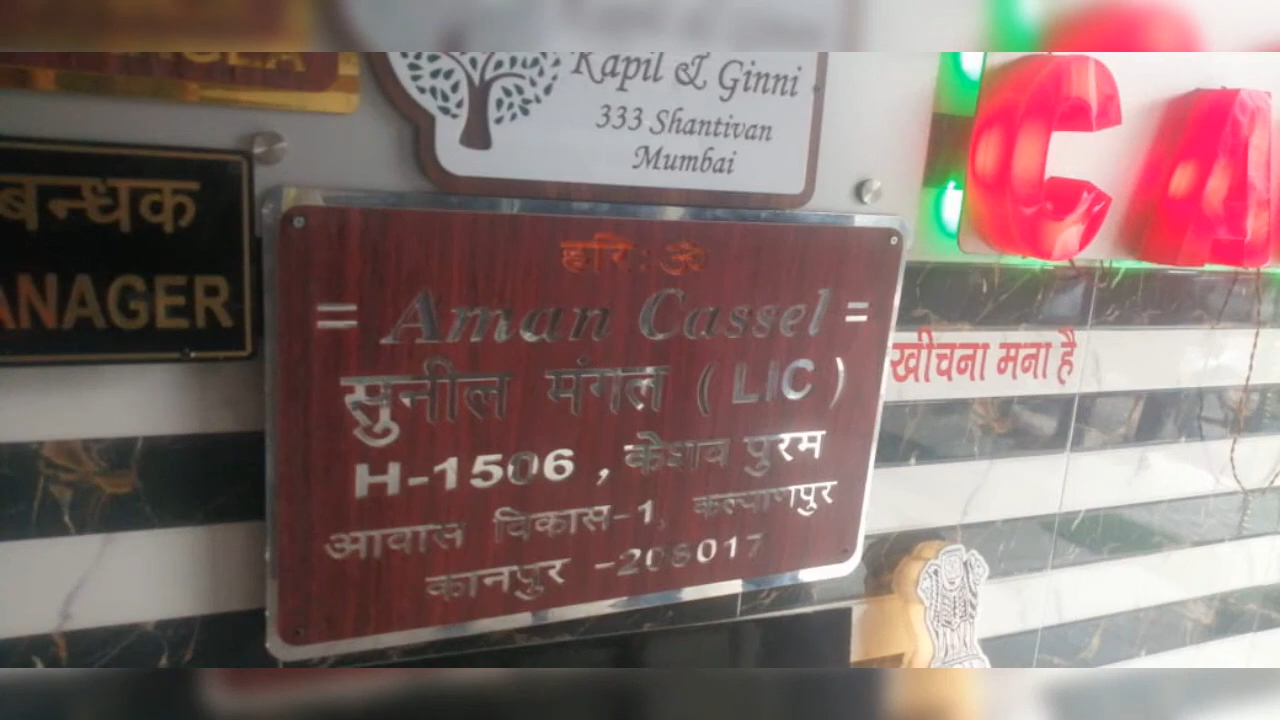 Kapil & Ginni
333 Shantivan
Mumbai
CA
बन्धक
ANAGER
हरि:ॐ
= Aman Cassel =
सुनील मंगल ( LIC )
H-1506 , केशव पुरम
आवास विकास-1, कल्याणपुर
कानपुर -208017
खींचना मना है